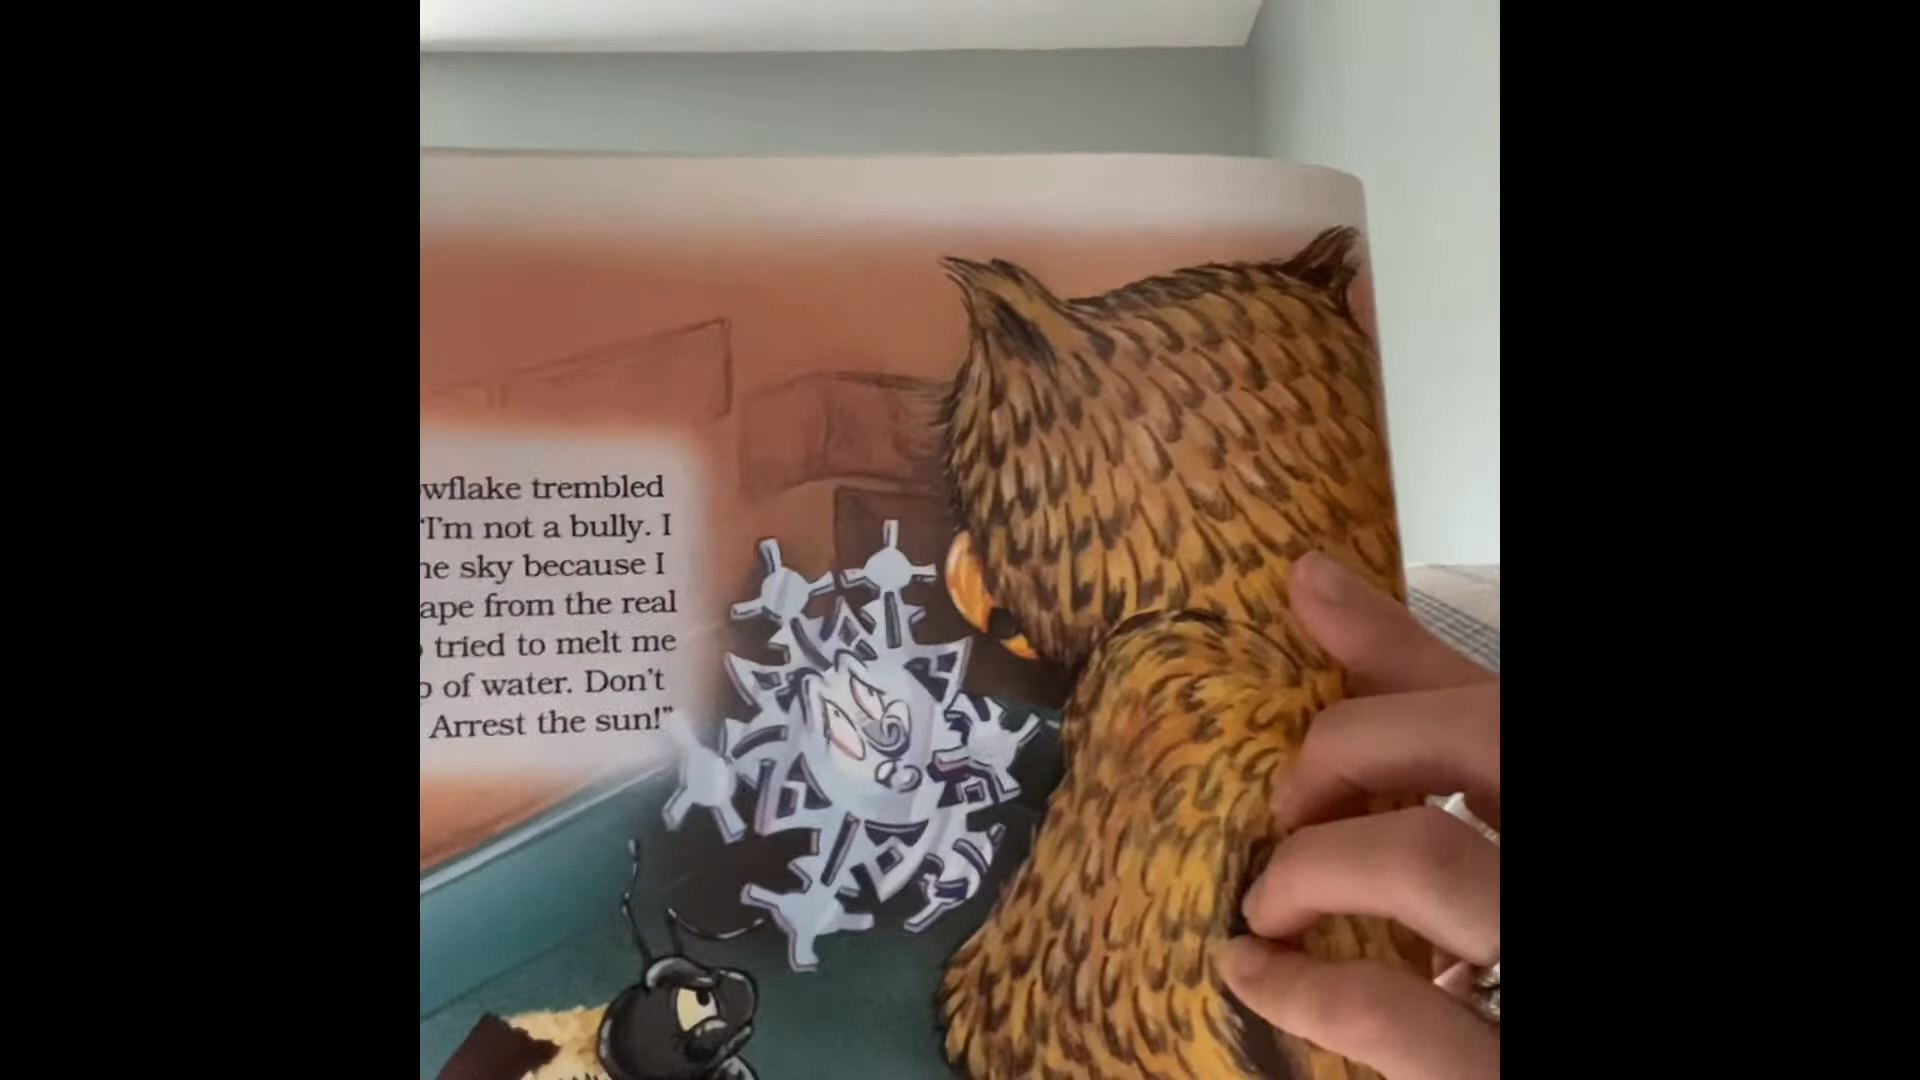 wflake trembled
"I'm not a bully. I
he sky because I
ape from the real
tried to melt me
p of water. Don't
Arrest the sun!"